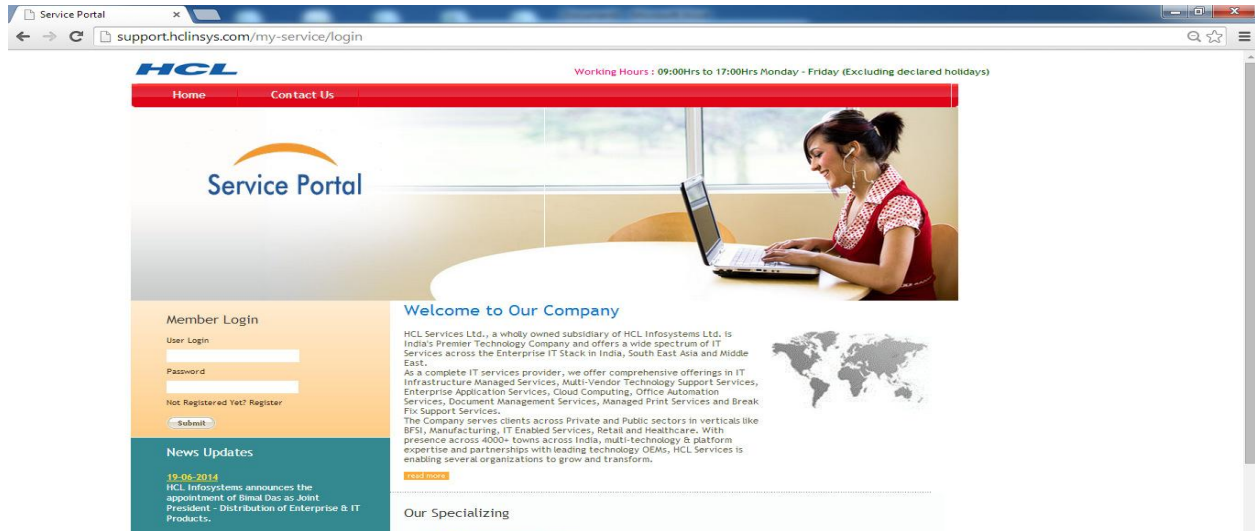 Service Portal
support.hclinsys.com/my-service/login
HCL
Working Hours : 09:00Hrs to 17:00Hrs Monday - Friday (Excluding declared holidays)
Home Contact Us
Service Portal
Member Login
User Login
Password
Not Registered Yet? Register
Submit
News Updates
19-06-2014
HCL Infosystems announces the
appointment of Bimal Das as Joint
President - Distribution of Enterprise & IT
Products.
Welcome to Our Company
HCL Services Ltd., a wholly owned subsidiary of HCL Infosystems Ltd. is
India's Premier Technology Company and offers a wide spectrum of IT
Services across the Enterprise IT Stack in India, South East Asia and Middle
East.
As a complete IT services provider, we offer comprehensive offerings in IT
Infrastructure Managed Services, Multi-Vendor Technology Support Services,
Enterprise Application Services, Cloud Computing, Office Automation
Services, Document Management Services, Managed Print Services and Break
Fix Support Services.
The Company serves clients across Private and Public sectors in verticals like
BFSI, Manufacturing, IT Enabled Services, Retail and Healthcare. With
presence across 4000+ towns across India, multi-technology & platform
expertise and partnerships with leading technology OEMs, HCL Services is
enabling several organizations to grow and transform.
read more
Our Specializing